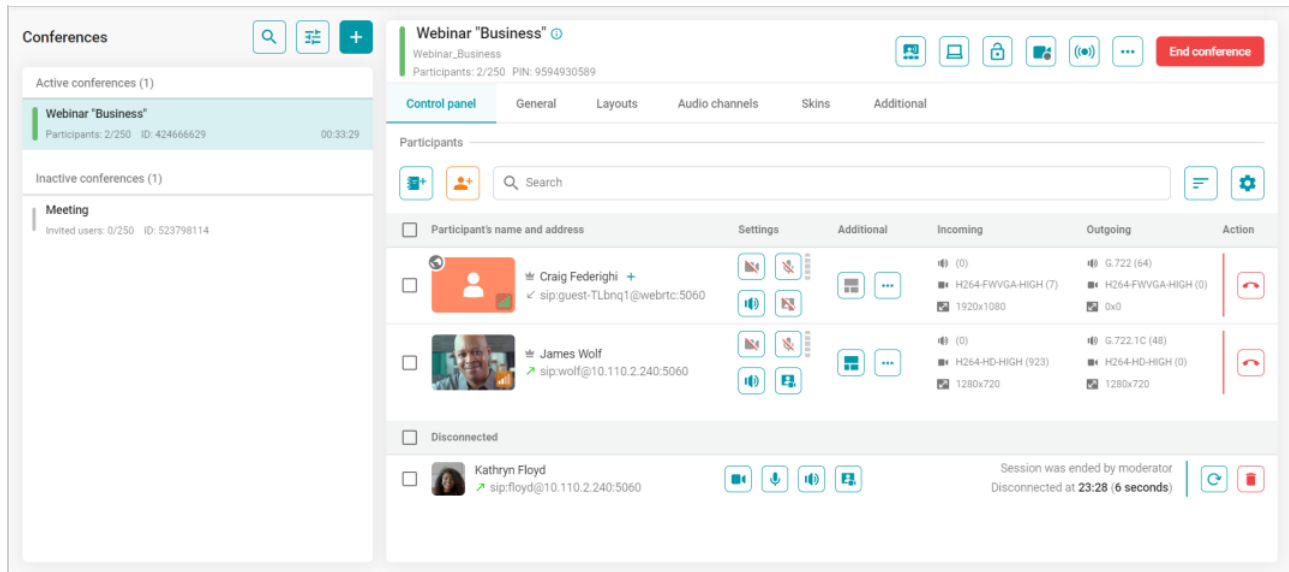 Conferences
Active conferences (1)
Webinar "Business"
Participants: 2/250 ID: 424666629 00:33:29
Inactive conferences (1)
Meeting
Invited users: 0/250 ID: 523798114
Webinar "Business"
Webinar_Business
Participants: 2/250 PIN: 9594930589
End conference
Control panel General Layouts Audio channels Skins Additional
Participants
Search
Participant's name and address Settings Additional Incoming Outgoing Action
Craig Federighi +
sip:guest-TLbnq1@webrtc:5060
(0) G.722 (64)
H264-FWVGA-HIGH (7) H264-FWVGA-HIGH (0)
1920x1080 0x0
James Wolf
sip:wolf@10.110.2.240:5060
(0) G.722.1C (48)
H264-HD-HIGH (923) H264-HD-HIGH (0)
1280x720 1280x720
Disconnected
Kathryn Floyd
sip:floyd@10.110.2.240:5060
Session was ended by moderator
Disconnected at 23:28 (6 seconds)